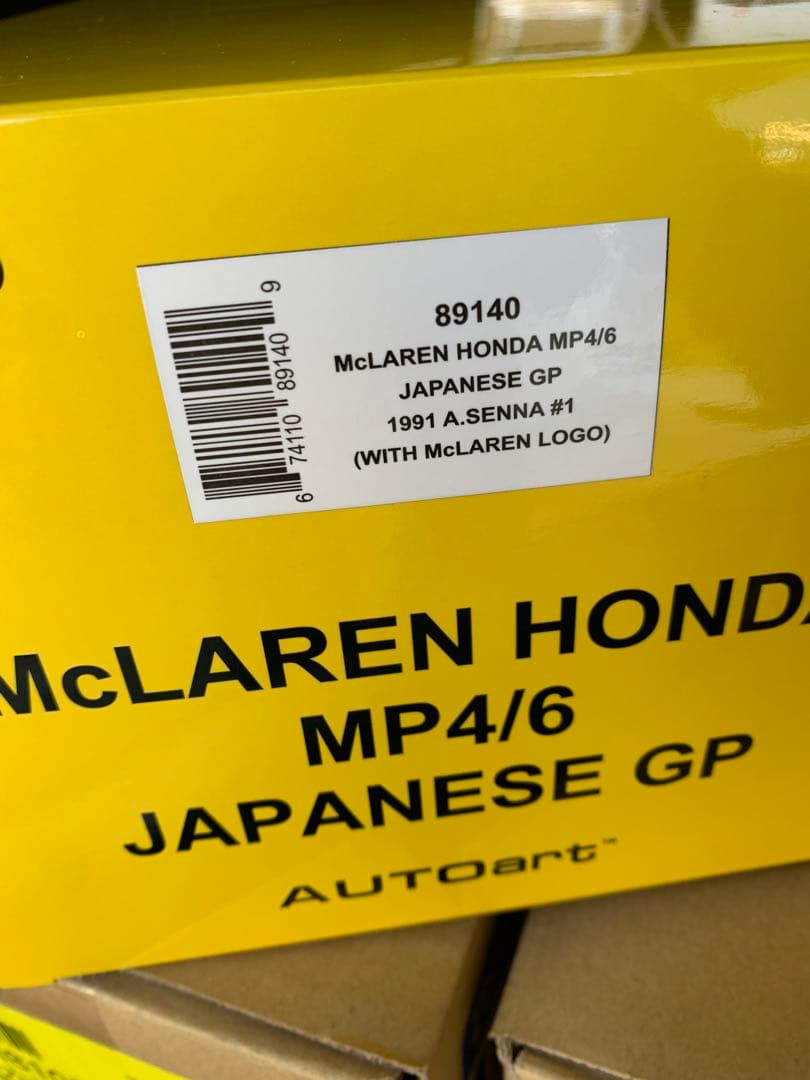 89140
McLAREN HONDA MP4/6
JAPANESE GP
1991 A.SENNA #1
(WITH McLAREN LOGO)
6 74110 89140 9
McLAREN HONDA
MP4/6
JAPANESE GP
AUTOart™